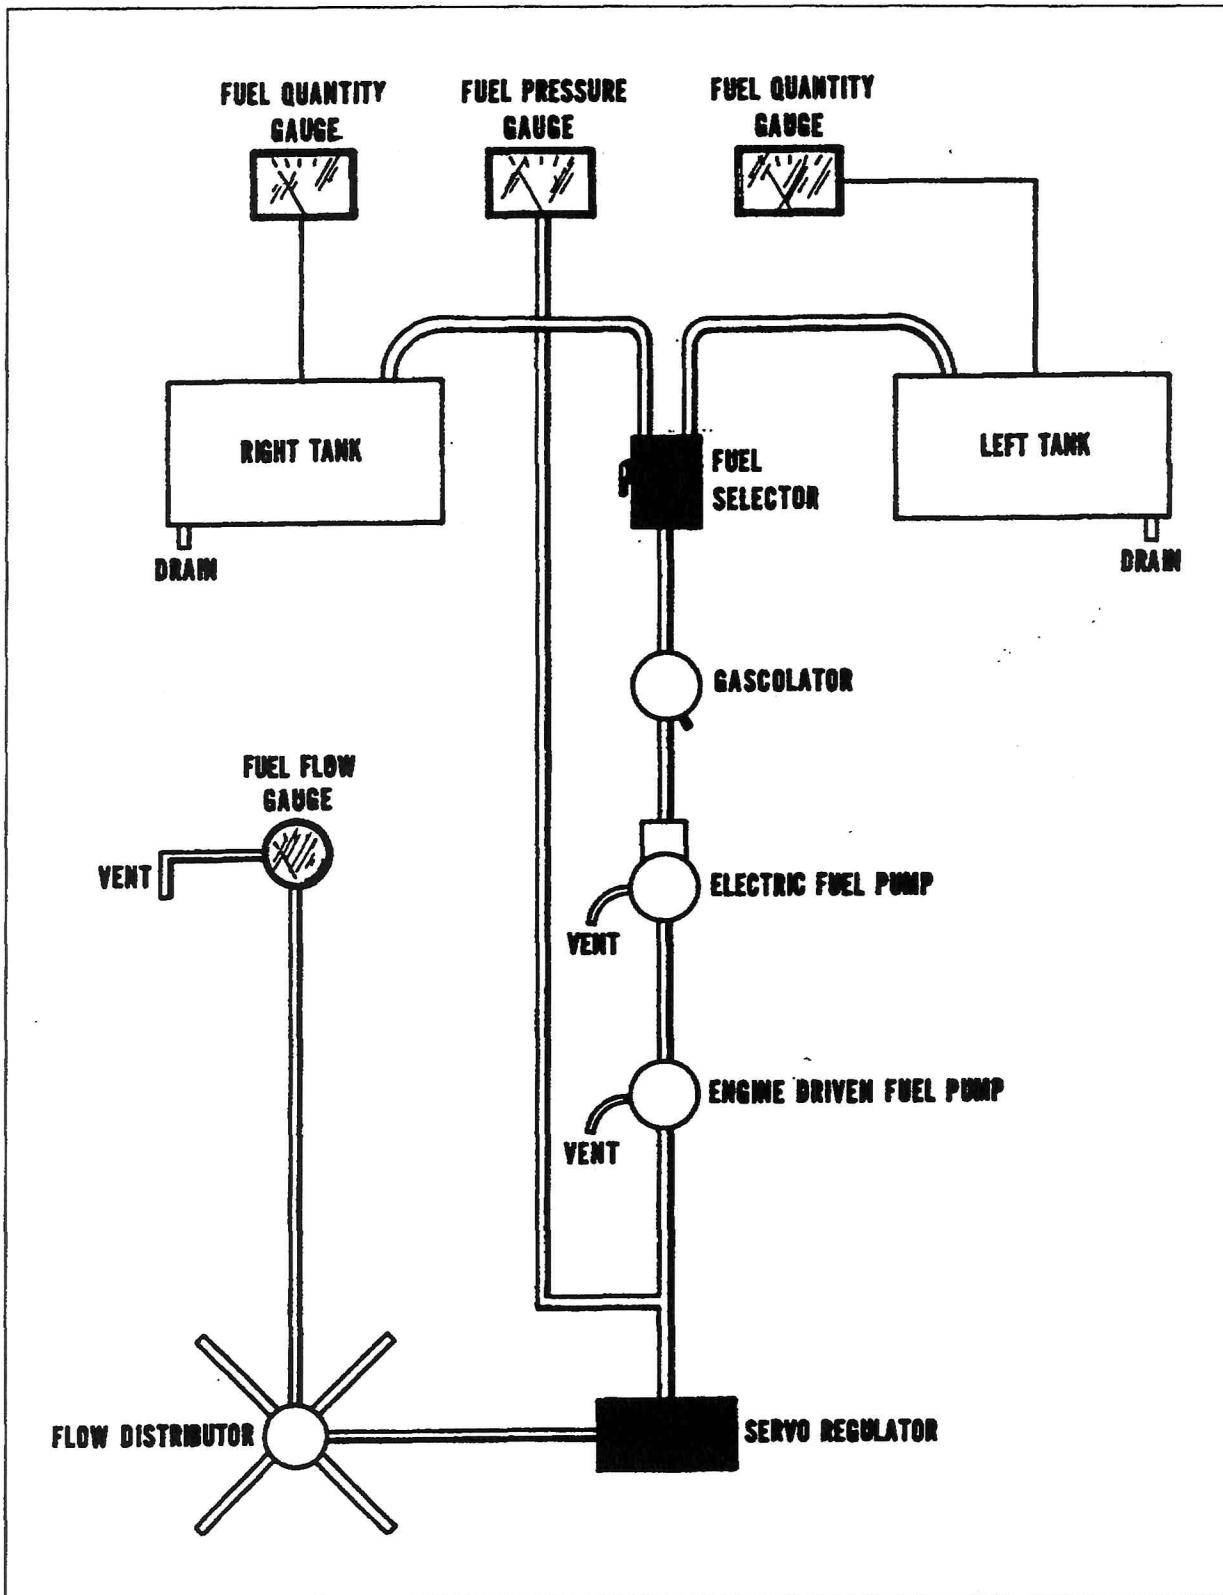 FUEL QUANTITY
GAUGE
FUEL PRESSURE
GAUGE
FUEL QUANTITY
GAUGE
RIGHT TANK
FUEL
SELECTOR
LEFT TANK
DRAIN
DRAIN
GASCOLATOR
FUEL FLOW
GAUGE
VENT
ELECTRIC FUEL PUMP
VENT
ENGINE DRIVEN FUEL PUMP
VENT
FLOW DISTRIBUTOR
SERVO REGULATOR